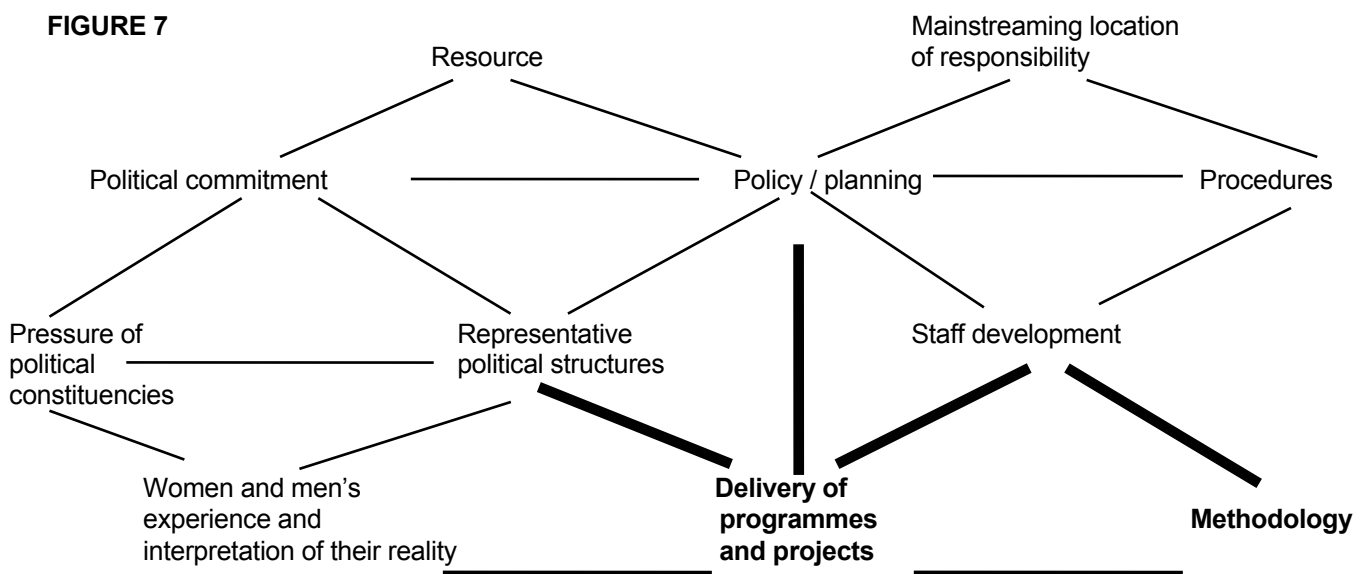 FIGURE 7
Resource
Mainstreaming location
of responsibility
Political commitment
Policy / planning
Procedures
Pressure of
political
constituencies
Representative
political structures
Staff development
Women and men’s
experience and
interpretation of their reality
Delivery of
programmes
and projects
Methodology